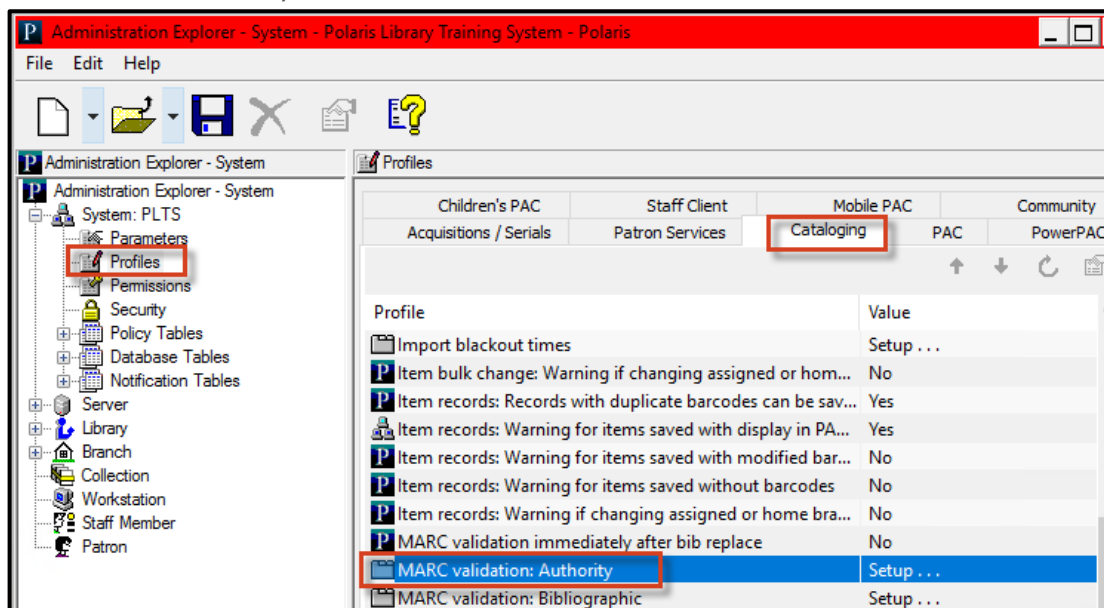 Administration Explorer - System - Polaris Library Training System - Polaris
File Edit Help
Administration Explorer - System
Profiles
Administration Explorer - System
System: PLTS
Parameters
Profiles
Permissions
Security
Policy Tables
Database Tables
Notification Tables
Server
Library
Branch
Collection
Workstation
Staff Member
Patron
Children's PAC Staff Client Mobile PAC Community
Acquisitions / Serials Patron Services Cataloging PAC PowerPAC
Profile Value
Import blackout times Setup . . .
Item bulk change: Warning if changing assigned or hom... No
Item records: Records with duplicate barcodes can be sav... Yes
Item records: Warning for items saved with display in PA... Yes
Item records: Warning for items saved with modified bar... No
Item records: Warning for items saved without barcodes No
Item records: Warning if changing assigned or home bra... No
MARC validation immediately after bib replace No
MARC validation: Authority Setup . . .
MARC validation: Bibliographic Setup . . .